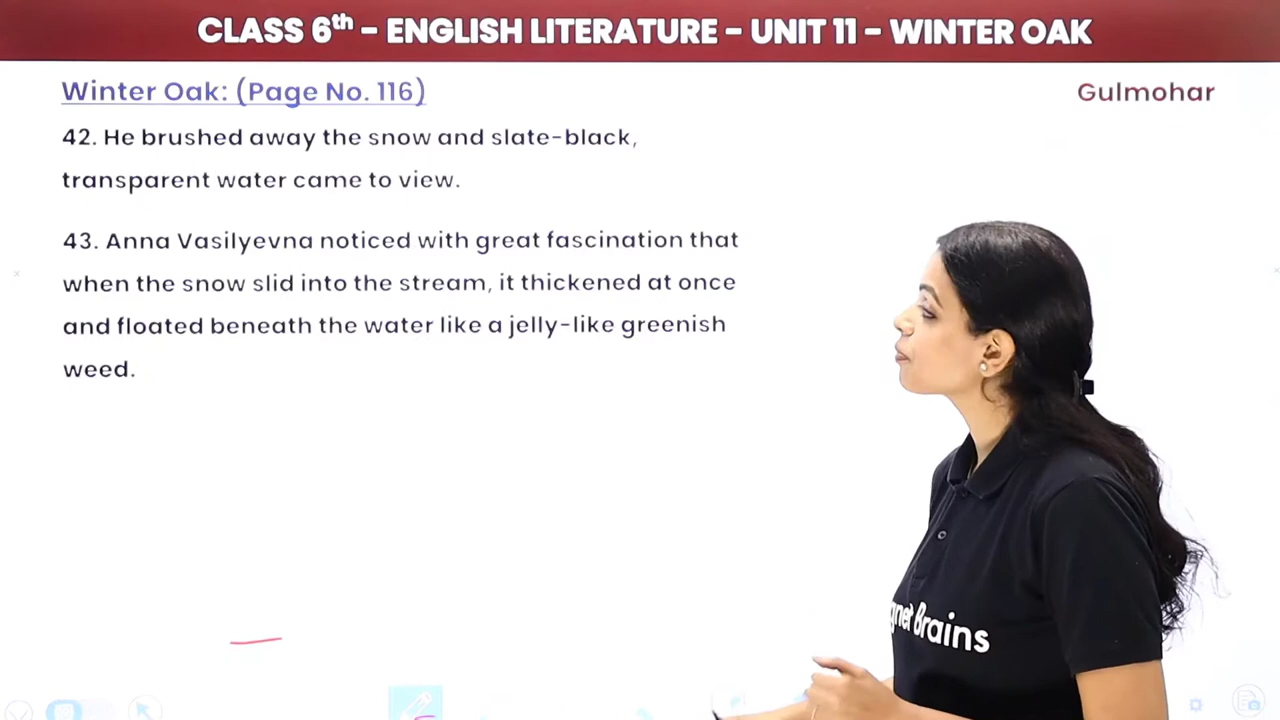 CLASS 6th - ENGLISH LITERATURE - UNIT 11 - WINTER OAK
Winter Oak: (Page No. 116)
Gulmohar
42. He brushed away the snow and slate-black,
transparent water came to view.
43. Anna Vasilyevna noticed with great fascination that
when the snow slid into the stream, it thickened at once
and floated beneath the water like a jelly-like greenish
weed.
gnet Brains